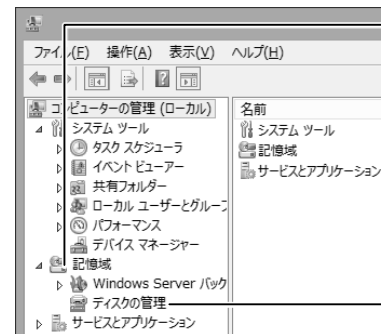 ファイル(F) 操作(A) 表示(V) ヘルプ(H)
コンピューターの管理 (ローカル)
システム ツール
タスク スケジューラ
イベント ビューアー
共有フォルダー
ローカル ユーザーとグルー
パフォーマンス
デバイス マネージャー
記憶域
Windows Server バック
ディスクの管理
サービスとアプリケーション
名前
システム ツール
記憶域
サービスとアプリケーション